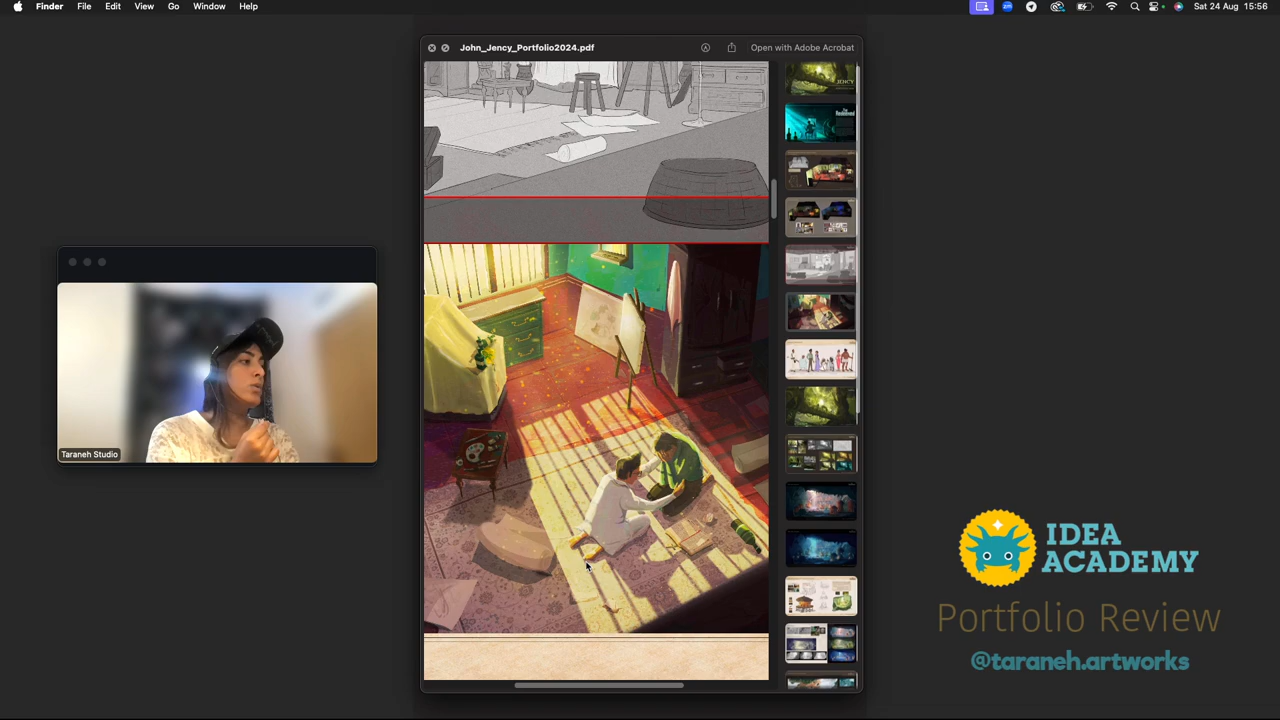 Finder File Edit View Go Window Help
Sat 24 Aug 15:56
John_Jency_Portfolio2024.pdf
Open with Adobe Acrobat
JENCY
Taraneh Studio
IDEA
ACADEMY
Portfolio Review
@taraneh.artworks